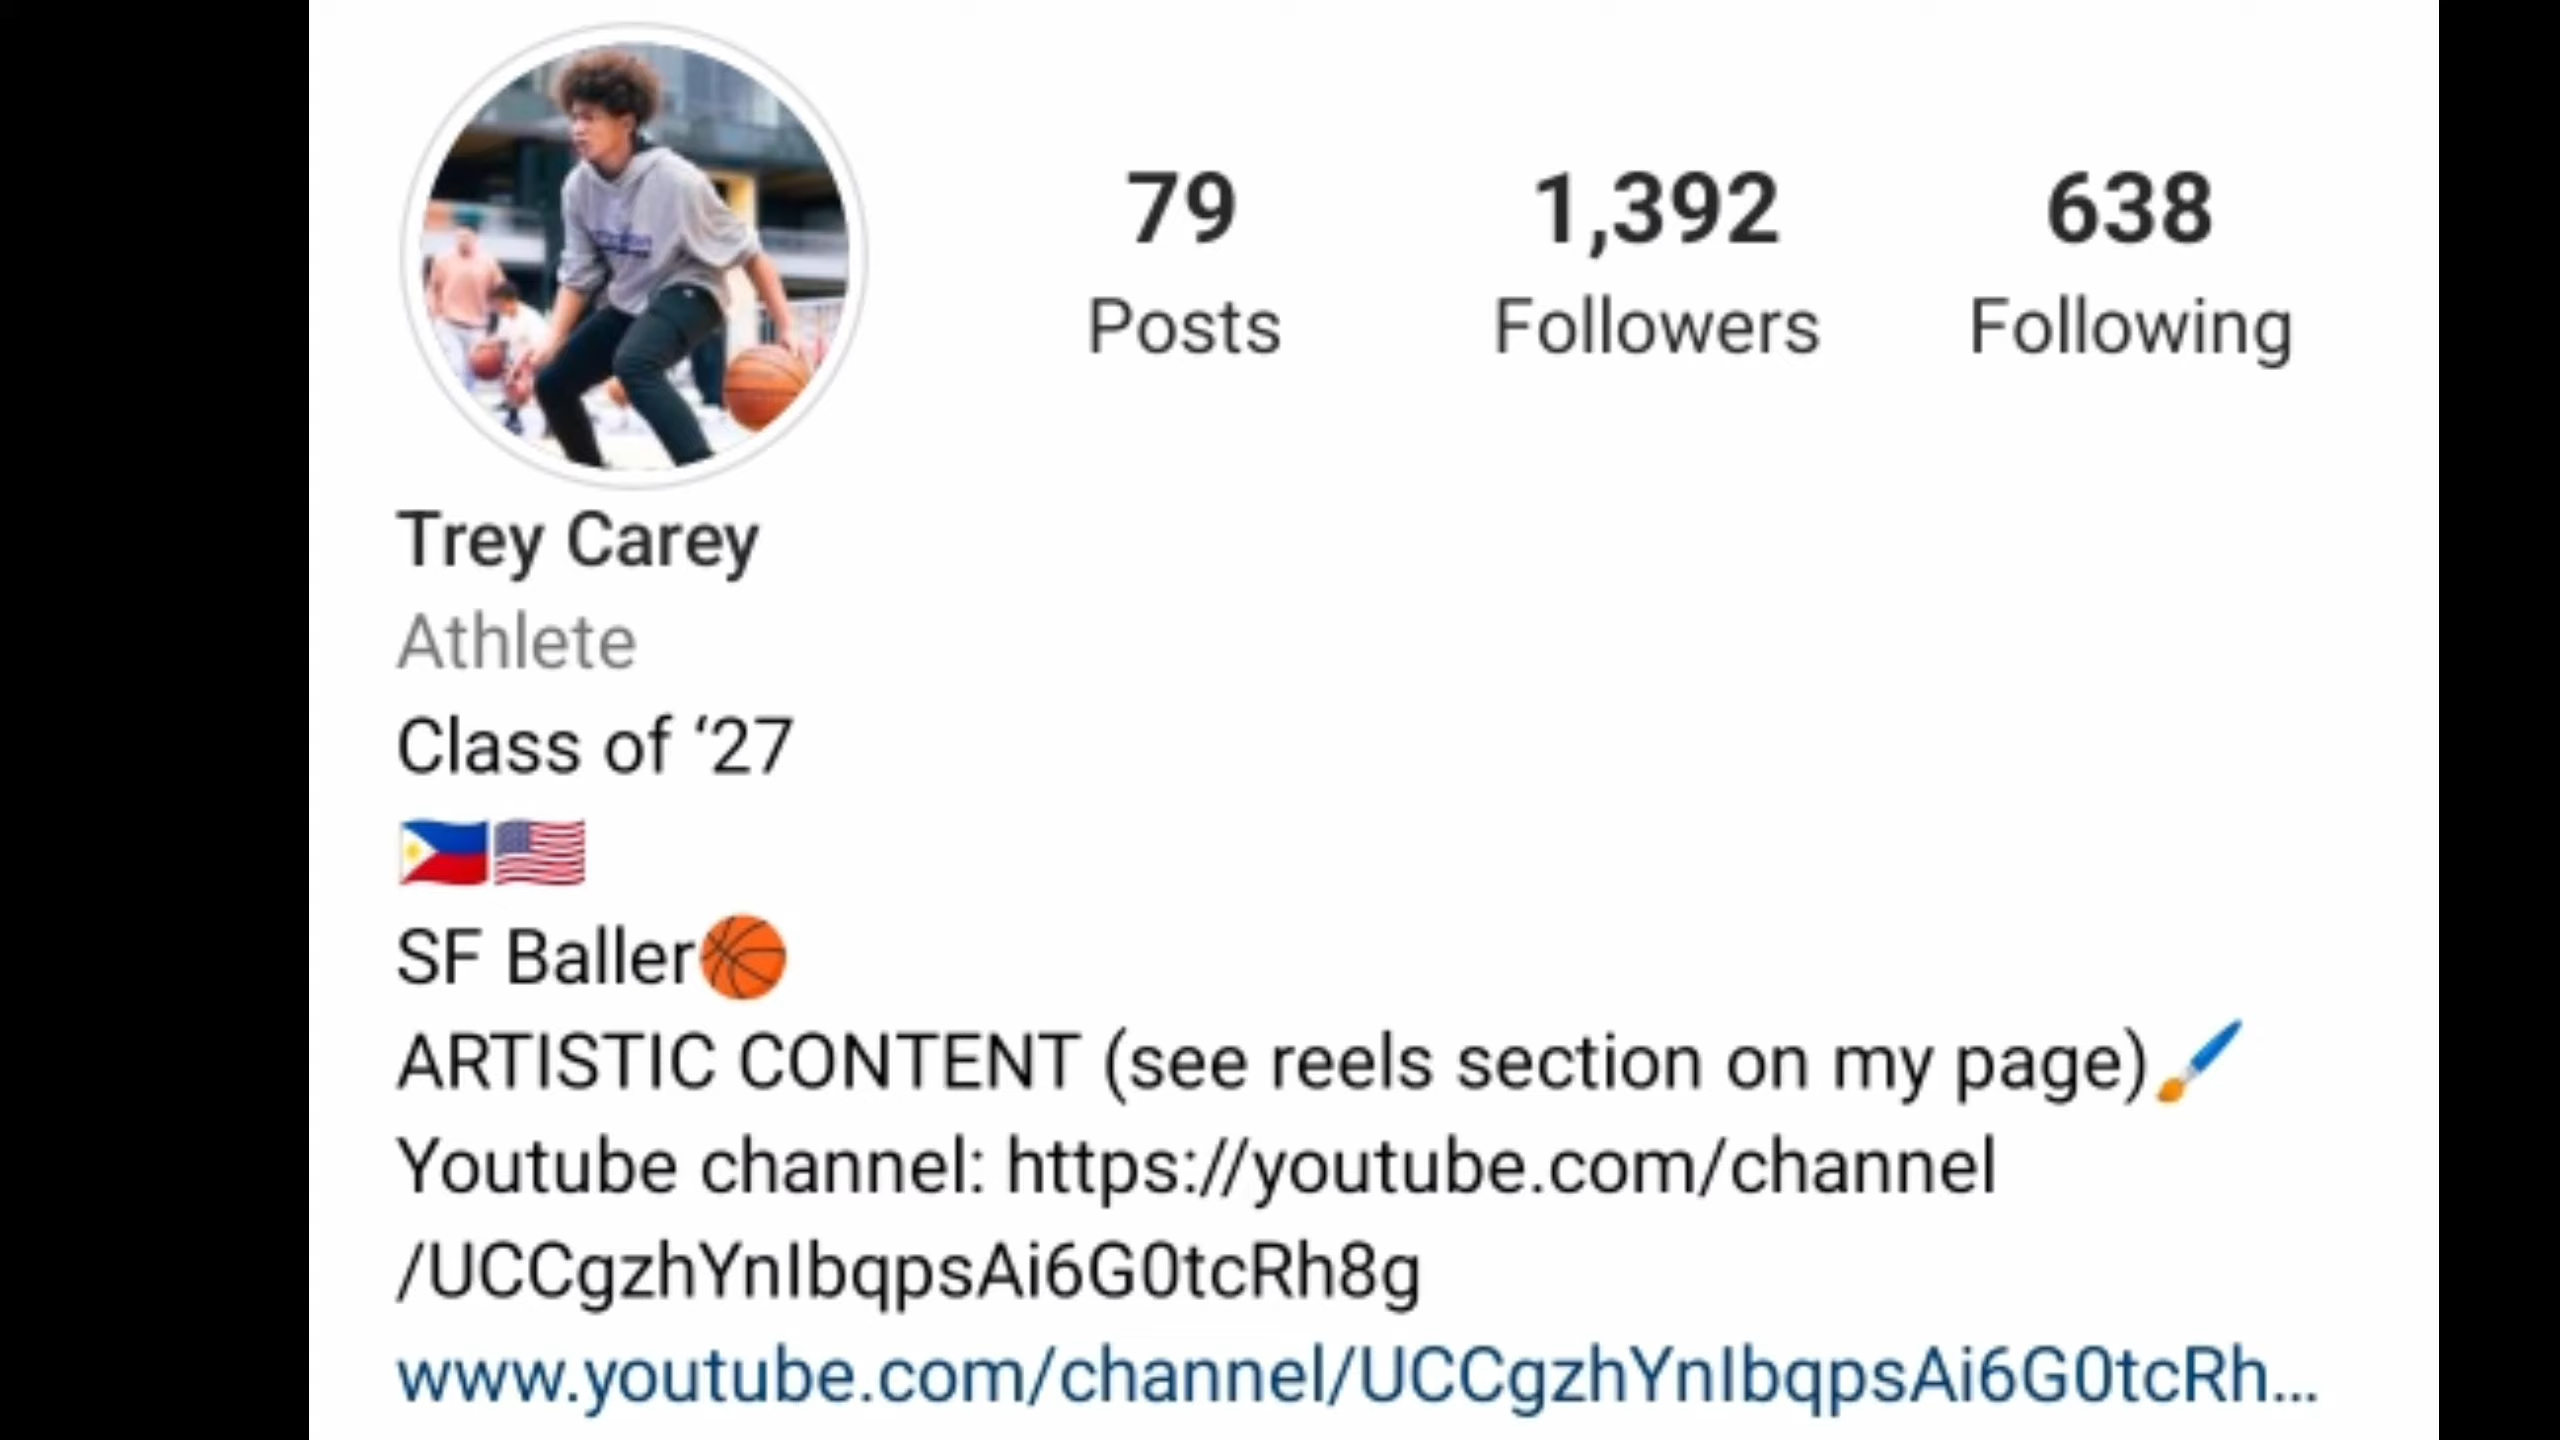 79 1,392 638
Posts Followers Following
Trey Carey
Athlete
Class of ‘27
🇵🇭🇺🇸
SF Baller🏀
ARTISTIC CONTENT (see reels section on my page)🖌️
Youtube channel: https://youtube.com/channel
/UCCgzhYnIbqpsAi6G0tcRh8g
www.youtube.com/channel/UCCgzhYnIbqpsAi6G0tcRh...